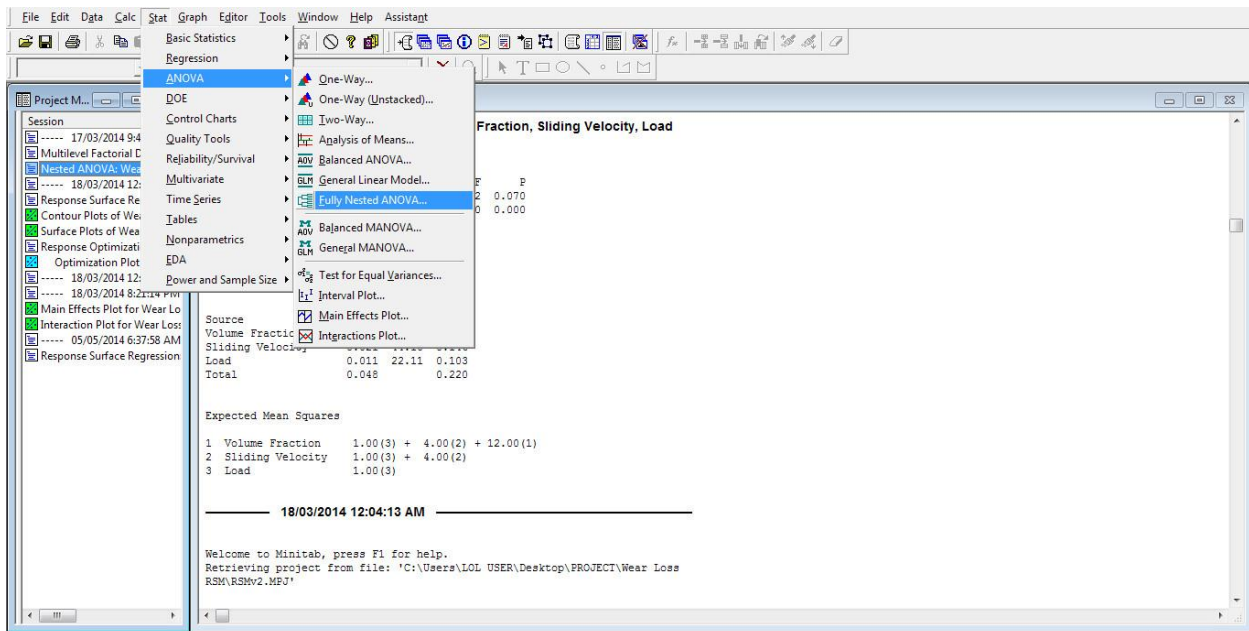 File Edit Data Calc Stat Graph Editor Tools Window Help Assistant
Basic Statistics
Regression
ANOVA
DOE
Control Charts
Quality Tools
Reliability/Survival
Multivariate
Time Series
Tables
Nonparametrics
EDA
Power and Sample Size
One-Way...
One-Way (Unstacked)...
Two-Way...
Analysis of Means...
Balanced ANOVA...
General Linear Model...
Fully Nested ANOVA...
Balanced MANOVA...
General MANOVA...
Test for Equal Variances...
Interval Plot...
Main Effects Plot...
Interactions Plot...
Project M...
Session
----- 17/03/2014 9:4
Multilevel Factorial D
Nested ANOVA: Wea
----- 18/03/2014 12:
Response Surface Re
Contour Plots of Wea
Surface Plots of Wea
Response Optimizati
Optimization Plot
----- 18/03/2014 12:
----- 18/03/2014 8:21:14 PM
Main Effects Plot for Wear Lo
Interaction Plot for Wear Loss
----- 05/05/2014 6:37:58 AM
Response Surface Regression
Fraction, Sliding Velocity, Load
F P
2 0.070
0 0.000
Source
Volume Fractio
Sliding Velocity
Load 0.011 22.11 0.103
Total 0.048 0.220
Expected Mean Squares
1 Volume Fraction 1.00(3) + 4.00(2) + 12.00(1)
2 Sliding Velocity 1.00(3) + 4.00(2)
3 Load 1.00(3)
18/03/2014 12:04:13 AM
Welcome to Minitab, press F1 for help.
Retrieving project from file: 'C:\Users\LOL USER\Desktop\PROJECT\Wear Loss
RSM\RSMv2.MPJ'